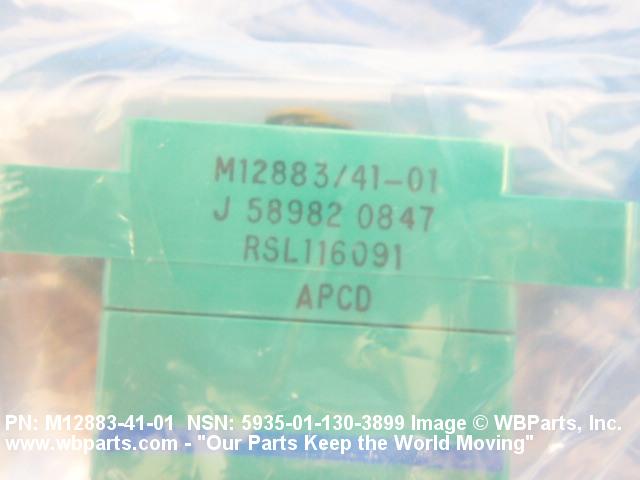 M12883/41-01
J 58982 0847
RSL116091
APCD
PN: M12883-41-01 NSN: 5935-01-130-3899 Image © WBParts, Inc.
www.wbparts.com - "Our Parts Keep the World Moving"